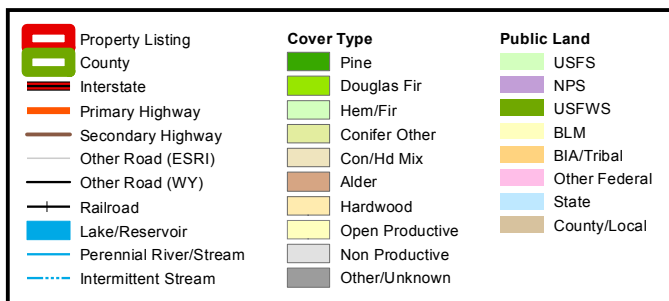 Property Listing
County
Interstate
Primary Highway
Secondary Highway
Other Road (ESRI)
Other Road (WY)
Railroad
Lake/Reservoir
Perennial River/Stream
Intermittent Stream
Cover Type
Pine
Douglas Fir
Hem/Fir
Conifer Other
Con/Hd Mix
Alder
Hardwood
Open Productive
Non Productive
Other/Unknown
Public Land
USFS
NPS
USFWS
BLM
BIA/Tribal
Other Federal
State
County/Local